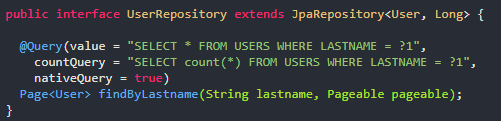 public interface UserRepository extends JpaRepository<User, Long> {
@Query(value = "SELECT * FROM USERS WHERE LASTNAME = ?1",
countQuery = "SELECT count(*) FROM USERS WHERE LASTNAME = ?1",
nativeQuery = true)
Page<User> findByLastname(String lastname, Pageable pageable);
}